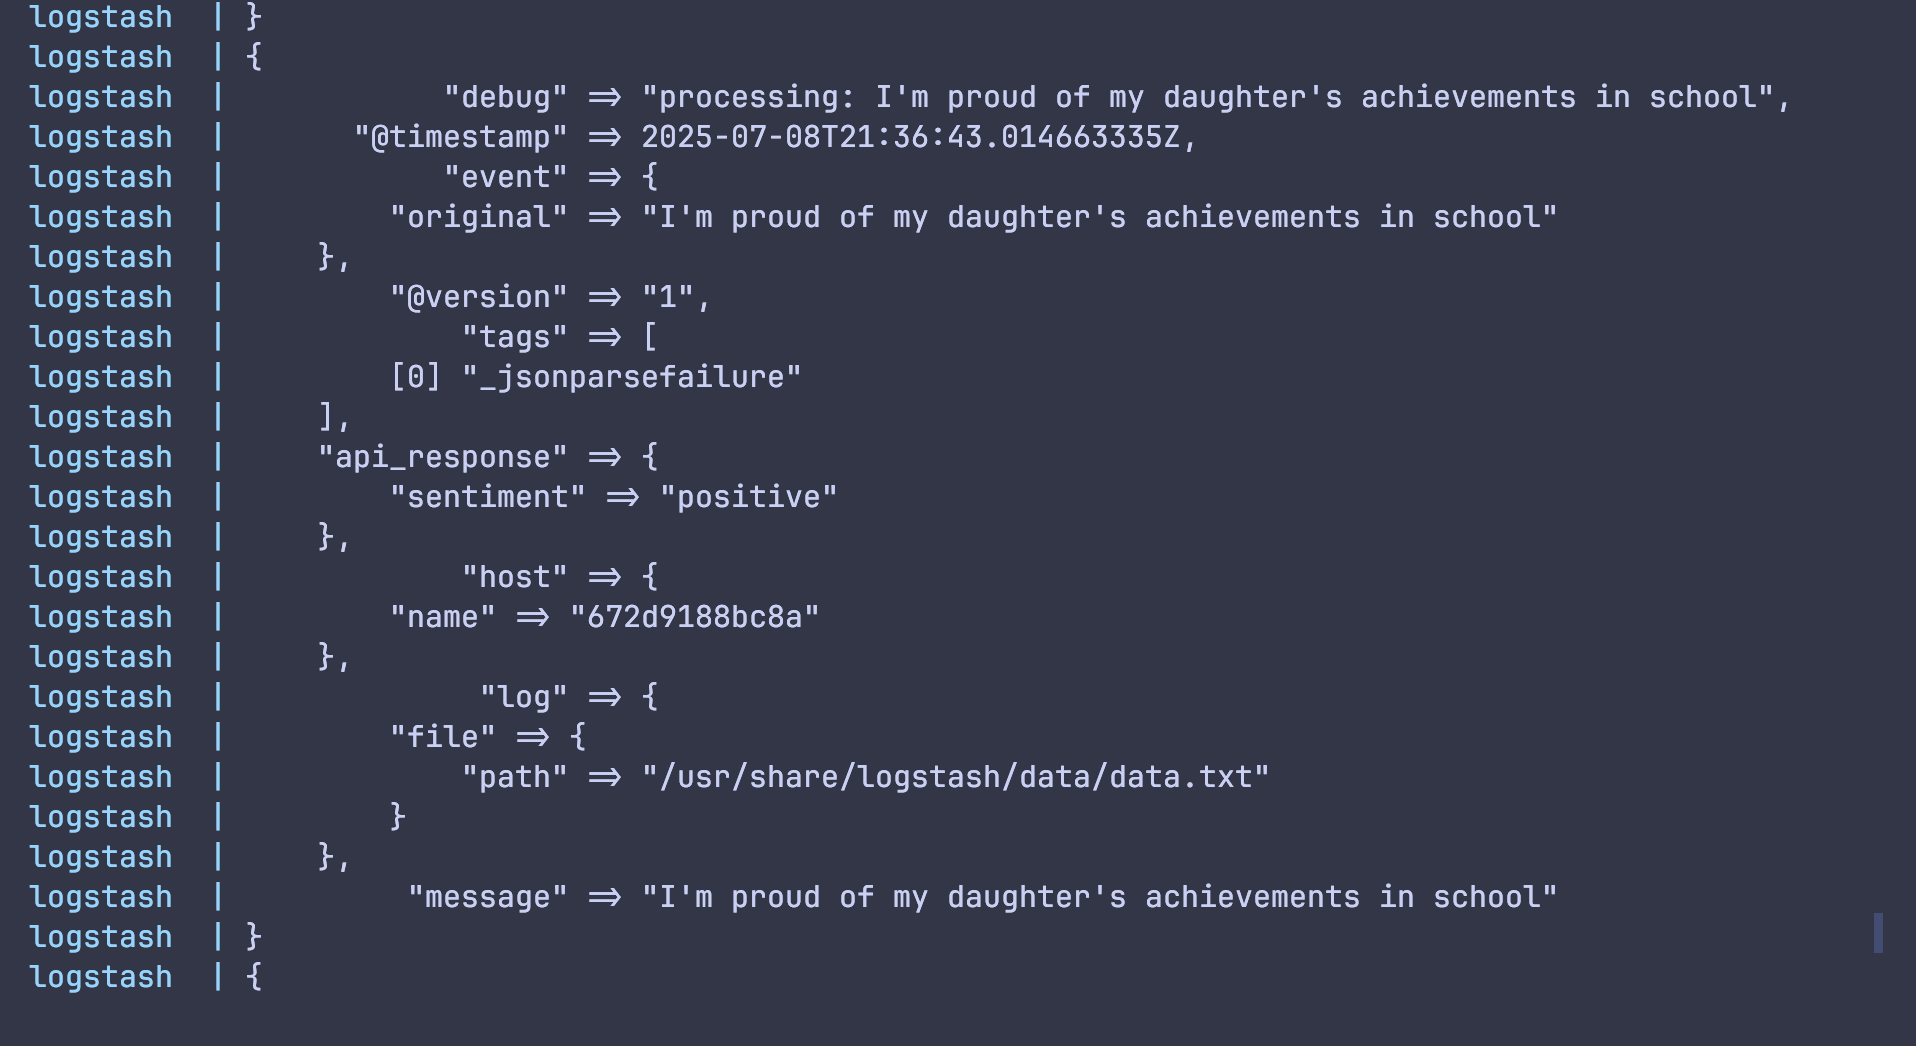 logstash  | }
logstash  | {
logstash  |            "debug" => "processing: I'm proud of my daughter's achievements in school",
logstash  |       "@timestamp" => 2025-07-08T21:36:43.014663335Z,
logstash  |            "event" => {
logstash  |         "original" => "I'm proud of my daughter's achievements in school"
logstash  |     },
logstash  |         "@version" => "1",
logstash  |             "tags" => [
logstash  |         [0] "_jsonparsefailure"
logstash  |     ],
logstash  |     "api_response" => {
logstash  |         "sentiment" => "positive"
logstash  |     },
logstash  |             "host" => {
logstash  |         "name" => "672d9188bc8a"
logstash  |     },
logstash  |              "log" => {
logstash  |         "file" => {
logstash  |             "path" => "/usr/share/logstash/data/data.txt"
logstash  |         }
logstash  |     },
logstash  |          "message" => "I'm proud of my daughter's achievements in school"
logstash  | }
logstash  | {